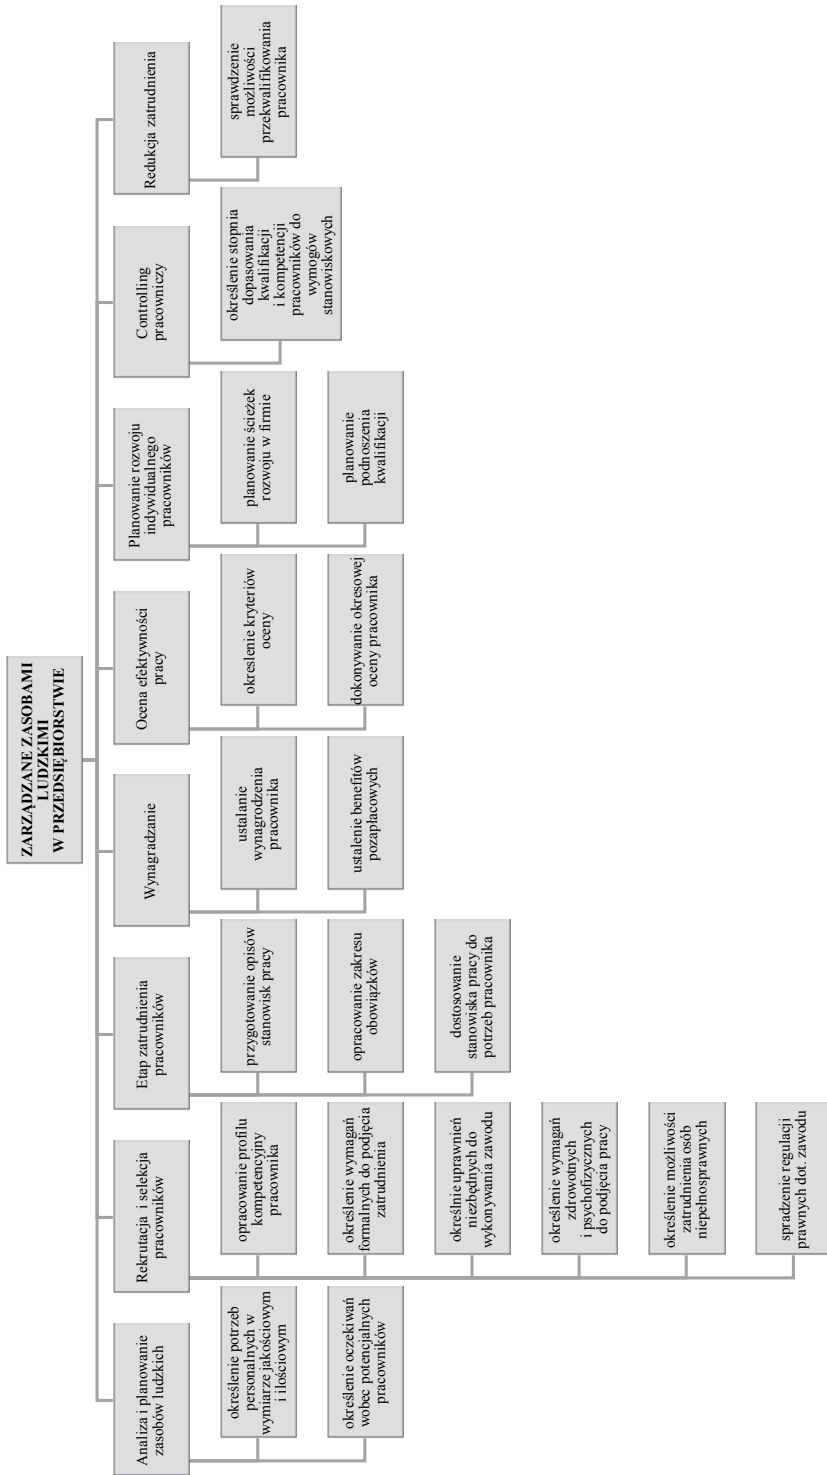 ZARZĄDZANE ZASOBAMI
LUDZKIMI
W PRZEDSIĘBIORSTWIE
Analiza i planowanie
zasobów ludzkich
określenie potrzeb
personalnych w
wymiarze jakościowym
i ilościowym
określenie oczekiwań
wobec potencjalnych
pracowników
Rekrutacja i selekcja
pracowników
opracowanie profilu
kompetencyjny
pracownika
określenie wymagań
formalnych do podjęcia
zatrudnienia
określnie uprawnień
niezbędnych do
wykonywania zawodu
określenie wymagań
zdrowotnych
i psychofizycznych
do podjęcia pracy
określenie możliwości
zatrudnienia osób
niepełnosprawnych
spradzenie regulacji
prawnych dot. zawodu
Etap zatrudnienia
pracowników
przygotowanie opisów
stanowisk pracy
opracowanie zakresu
obowiązków
dostosowanie
stanowiska pracy do
potrzeb pracownika
Wynagradzanie
ustalanie
wynagrodzenia
pracownika
ustalenie benefitów
pozapłacowych
Ocena efektywności
pracy
okreslenie kryteriów
oceny
dokonywanie okresowej
oceny pracownika
Planowanie rozwoju
indywidualnego
pracowników
planowanie ścieżek
rozwoju w firmie
planowanie
podnoszenia
kwalifikacji
Controlling
pracowniczy
określenie stopnia
dopasowania
kwalifikacji
i kompetencji
pracowników do
wymogów
stanowiskowych
Redukcja zatrudnienia
sprawdzenie
możliwości
przekwalifikowania
pracownika